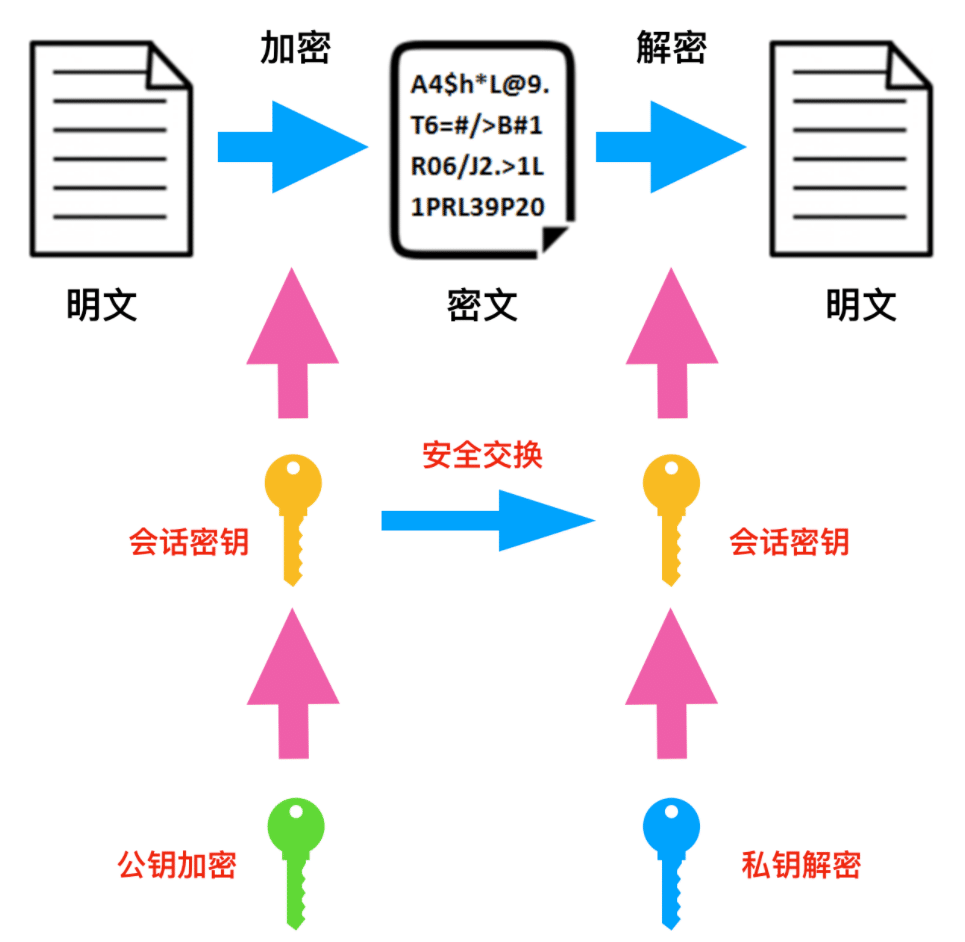 加密
解密
A4$h*L@9.
T6=#/>B#1
R06/J2.>1L
1PRL39P20
明文
密文
明文
安全交换
会话密钥
会话密钥
公钥加密
私钥解密